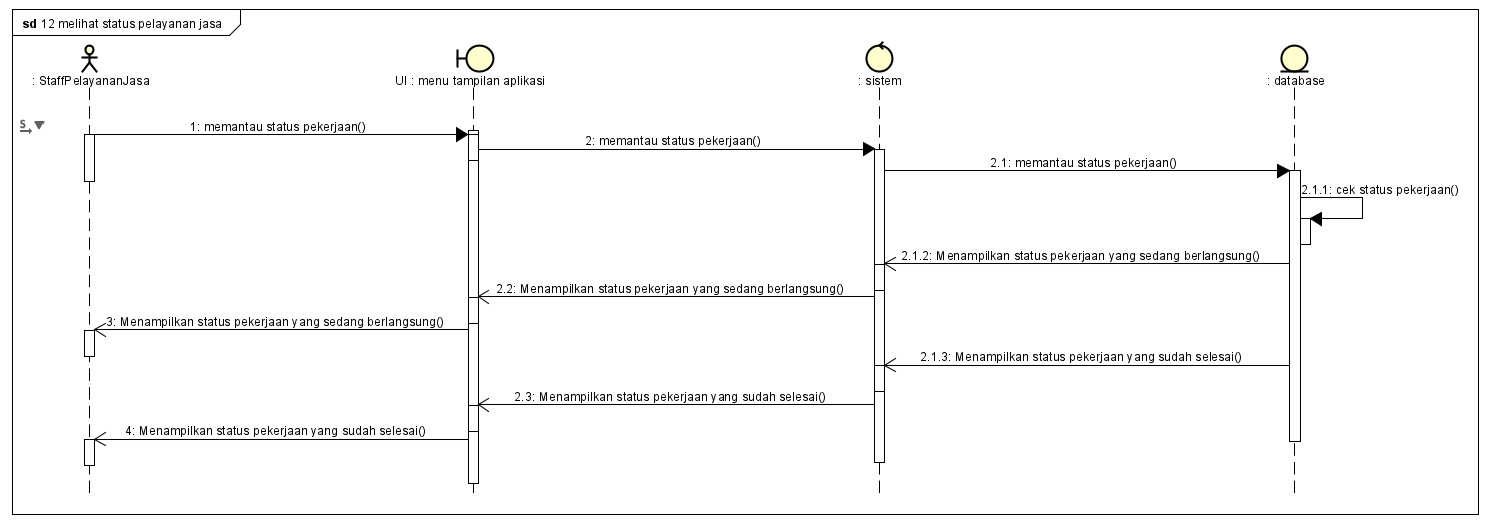 sd 12 melihat status pelayanan jasa
: StaffPelayananJasa
UI : menu tampilan aplikasi
: sistem
: database
S
1: memantau status pekerjaan()
2: memantau status pekerjaan()
2.1: memantau status pekerjaan()
2.1.1: cek status pekerjaan()
2.1.2: Menampilkan status pekerjaan yang sedang berlangsung()
2.2: Menampilkan status pekerjaan yang sedang berlangsung()
3: Menampilkan status pekerjaan yang sedang berlangsung()
2.1.3: Menampilkan status pekerjaan yang sudah selesai()
2.3: Menampilkan status pekerjaan yang sudah selesai()
4: Menampilkan status pekerjaan yang sudah selesai()